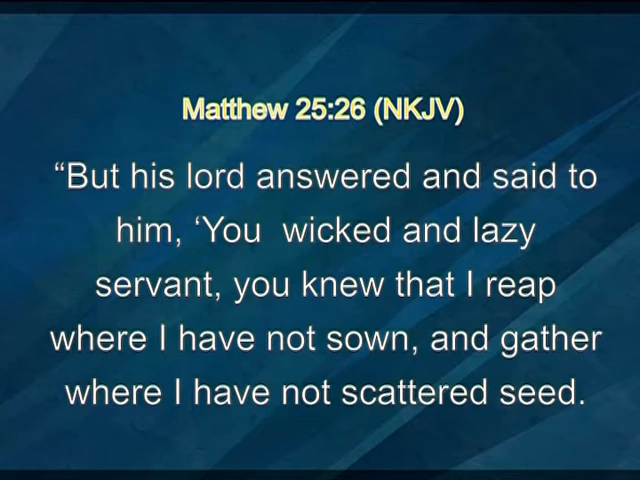 Matthew 25:26 (NKJV)
“But his lord answered and said to
him, ‘You  wicked and lazy
servant, you knew that I reap
where I have not sown, and gather
where I have not scattered seed.